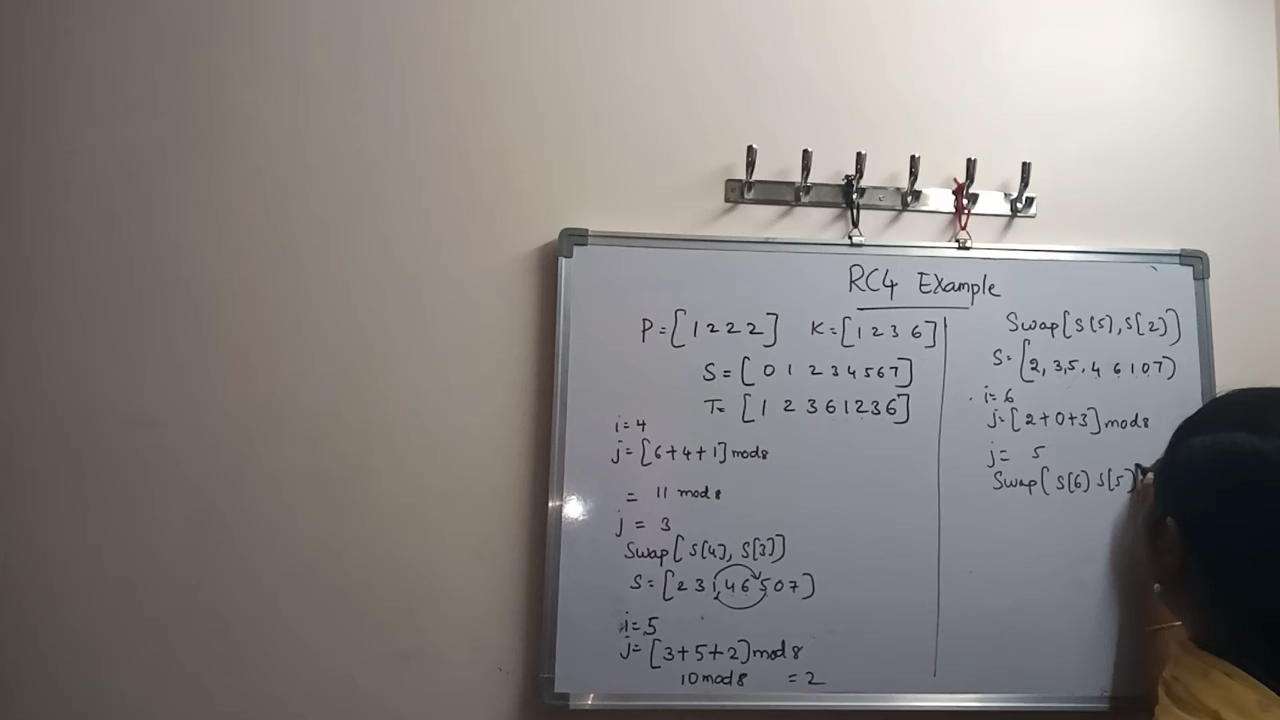 RC4 Example
P=[1 2 2 2] K=[1 2 3 6]
S=[ 0 1 2 3 4 5 6 7]
T= [ 1 2 3 6 1 2 3 6]
i=4
j=[6+4+1] mod 8
= 11 mod 8
j = 3
Swap[ S[4], S[3]]
S=[2 3 1, 4 6 5 0 7)
i=5
j= [3+5+2] mod 8
10 mod 8 = 2
Swap[S(5), S[2])
S= [2, 3, 5, 4 6 1 0 7)
i=6
j=[2+0+3] mod 8
j= 5
Swap( S[6) S[5)